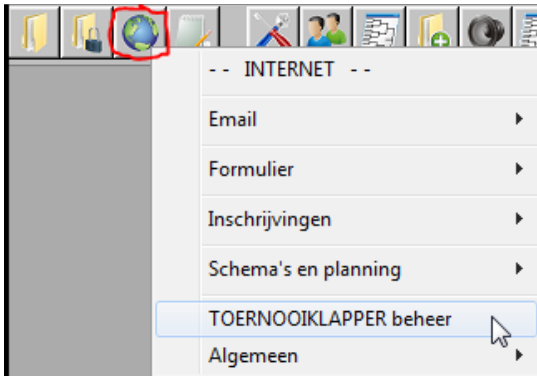 -- INTERNET --
Email
Formulier
Inschrijvingen
Schema's en planning
TOERNOOIKLAPPER beheer
Algemeen